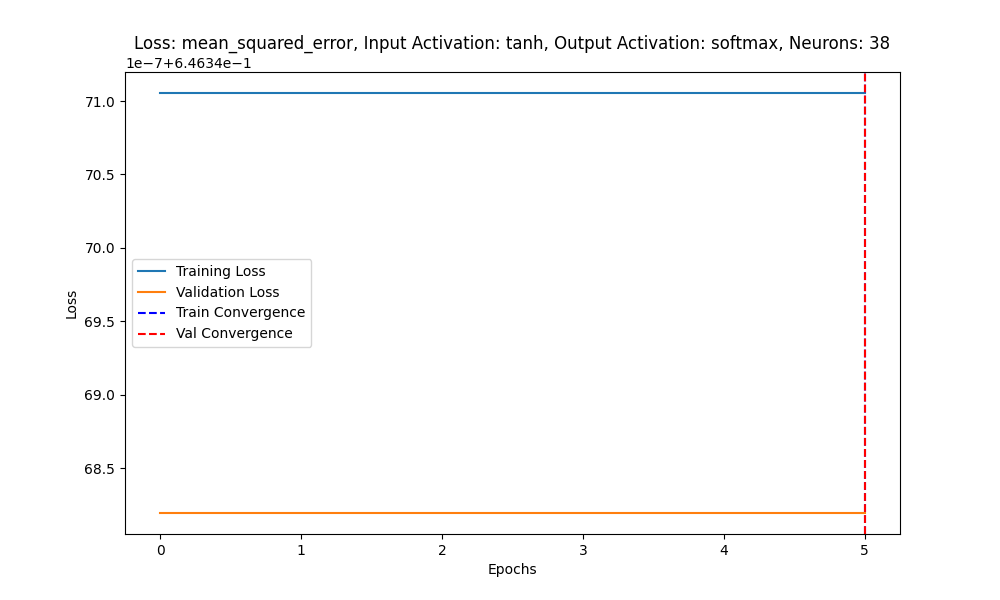 Loss: mean_squared_error, Input Activation: tanh, Output Activation: softmax, Neurons: 38
1e−7+6.4634e−1
71.0
70.5
70.0
69.5
69.0
68.5
Loss
Training Loss
Validation Loss
Train Convergence
Val Convergence
0 1 2 3 4 5
Epochs